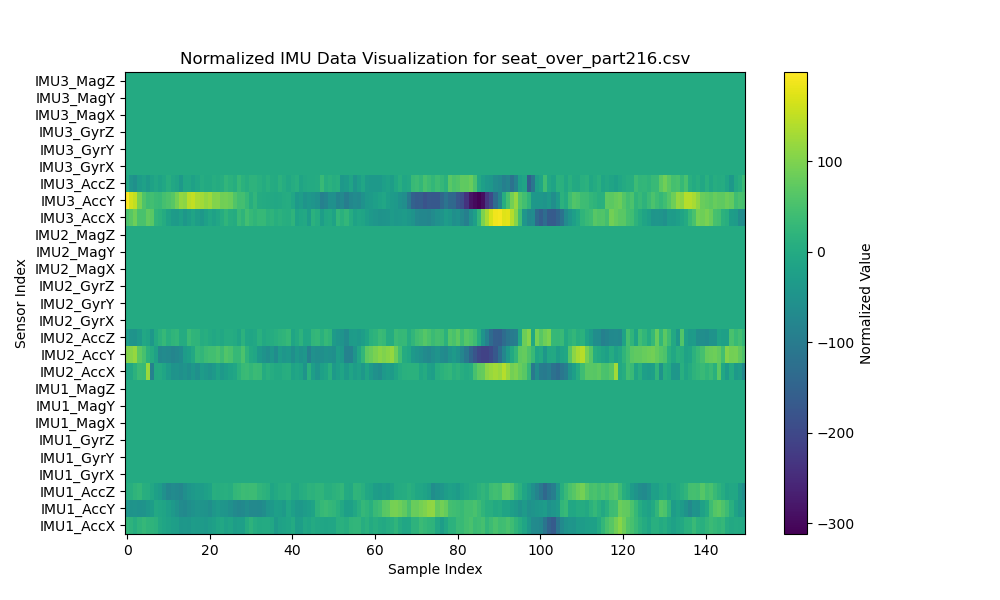 Normalized IMU Data Visualization for seat_over_part216.csv
IMU3_MagZ
IMU3_MagY
IMU3_MagX
IMU3_GyrZ
IMU3_GyrY
IMU3_GyrX
IMU3_AccZ
IMU3_AccY
IMU3_AccX
IMU2_MagZ
IMU2_MagY
IMU2_MagX
IMU2_GyrZ
IMU2_GyrY
IMU2_GyrX
IMU2_AccZ
IMU2_AccY
IMU2_AccX
IMU1_MagZ
IMU1_MagY
IMU1_MagX
IMU1_GyrZ
IMU1_GyrY
IMU1_GyrX
IMU1_AccZ
IMU1_AccY
IMU1_AccX
Sensor Index
0 20 40 60 80 100 120 140
Sample Index
100
0
−100
−200
−300
Normalized Value